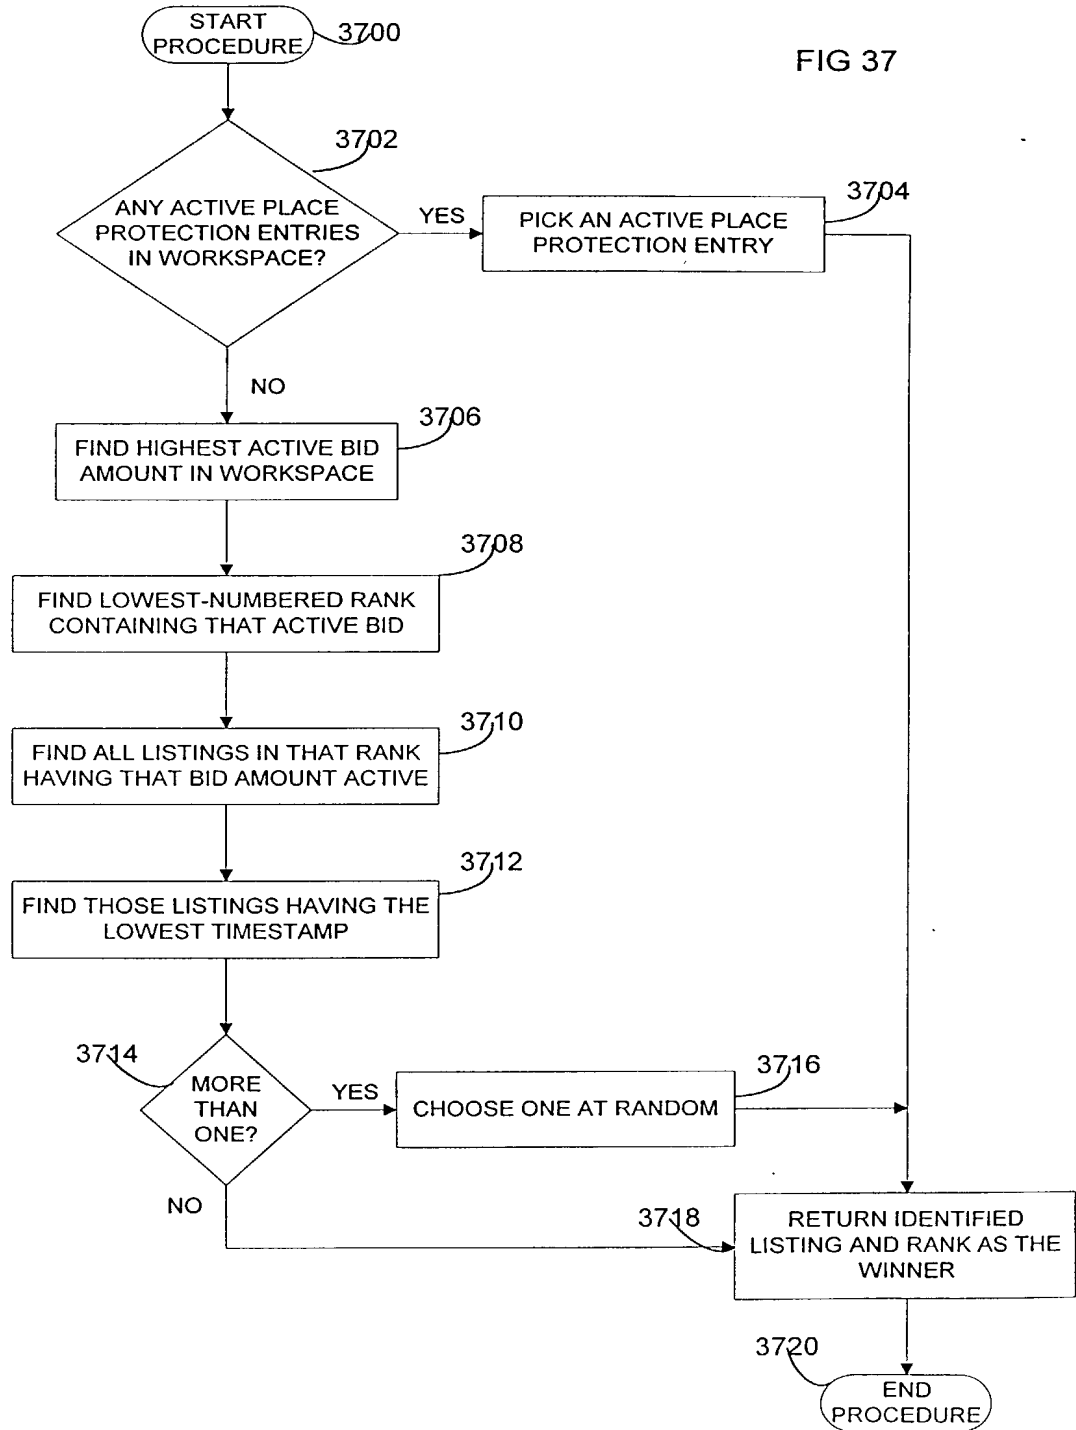 START
PROCEDURE
3700
FIG 37
3702
ANY ACTIVE PLACE
PROTECTION ENTRIES
IN WORKSPACE?
YES
3704
PICK AN ACTIVE PLACE
PROTECTION ENTRY
NO
3706
FIND HIGHEST ACTIVE BID
AMOUNT IN WORKSPACE
3708
FIND LOWEST-NUMBERED RANK
CONTAINING THAT ACTIVE BID
3710
FIND ALL LISTINGS IN THAT RANK
HAVING THAT BID AMOUNT ACTIVE
3712
FIND THOSE LISTINGS HAVING THE
LOWEST TIMESTAMP
3714
MORE
THAN
ONE?
YES
3716
CHOOSE ONE AT RANDOM
NO
3718
RETURN IDENTIFIED
LISTING AND RANK AS THE
WINNER
3720
END
PROCEDURE